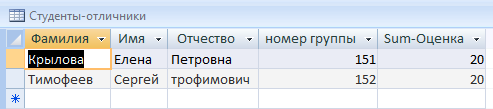 Студенты-отличники
Фамилия Имя Отчество номер группы Sum-Оценка
Крылова Елена Петровна 151 20
Тимофеев Сергей трофимович 152 20